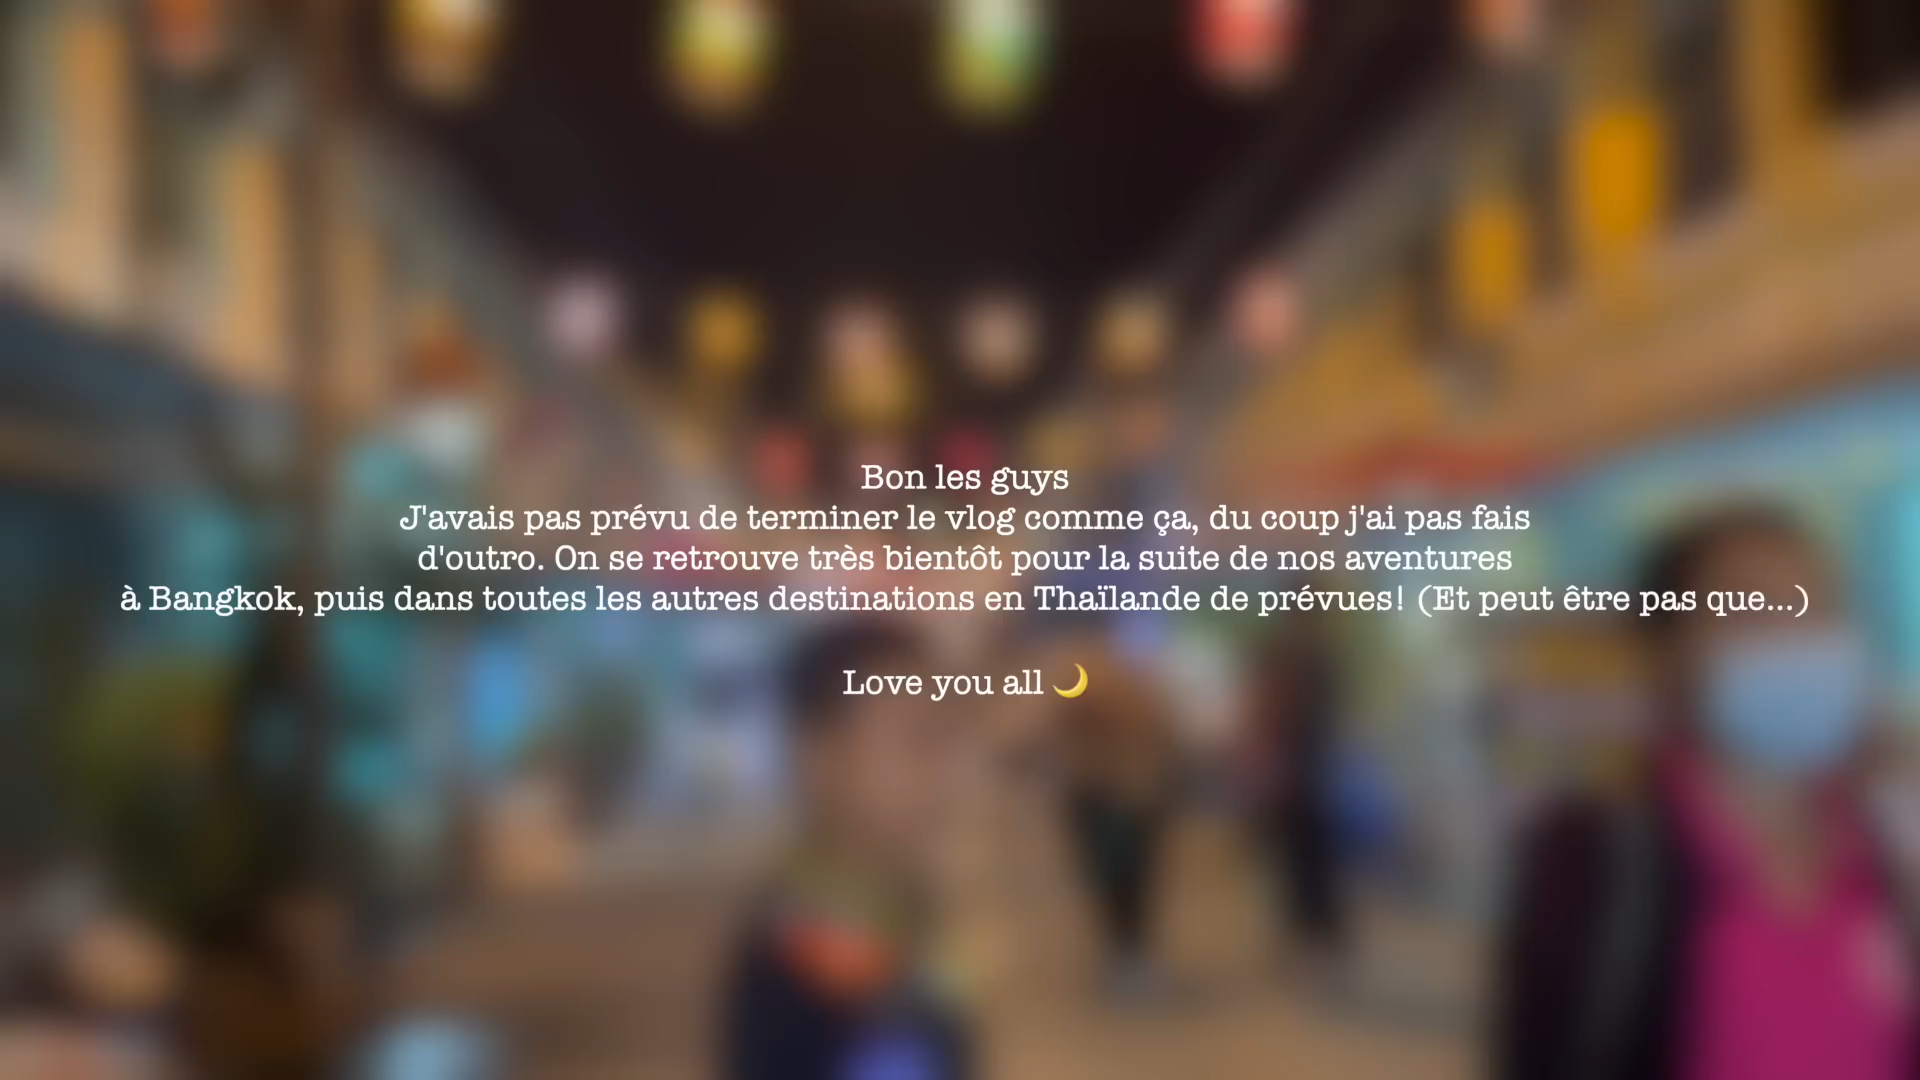 Bon les guys
J'avais pas prévu de terminer le vlog comme ça, du coup j'ai pas fais
d'outro. On se retrouve très bientôt pour la suite de nos aventures
à Bangkok, puis dans toutes les autres destinations en Thaïlande de prévues! (Et peut être pas que...)
Love you all 🌙